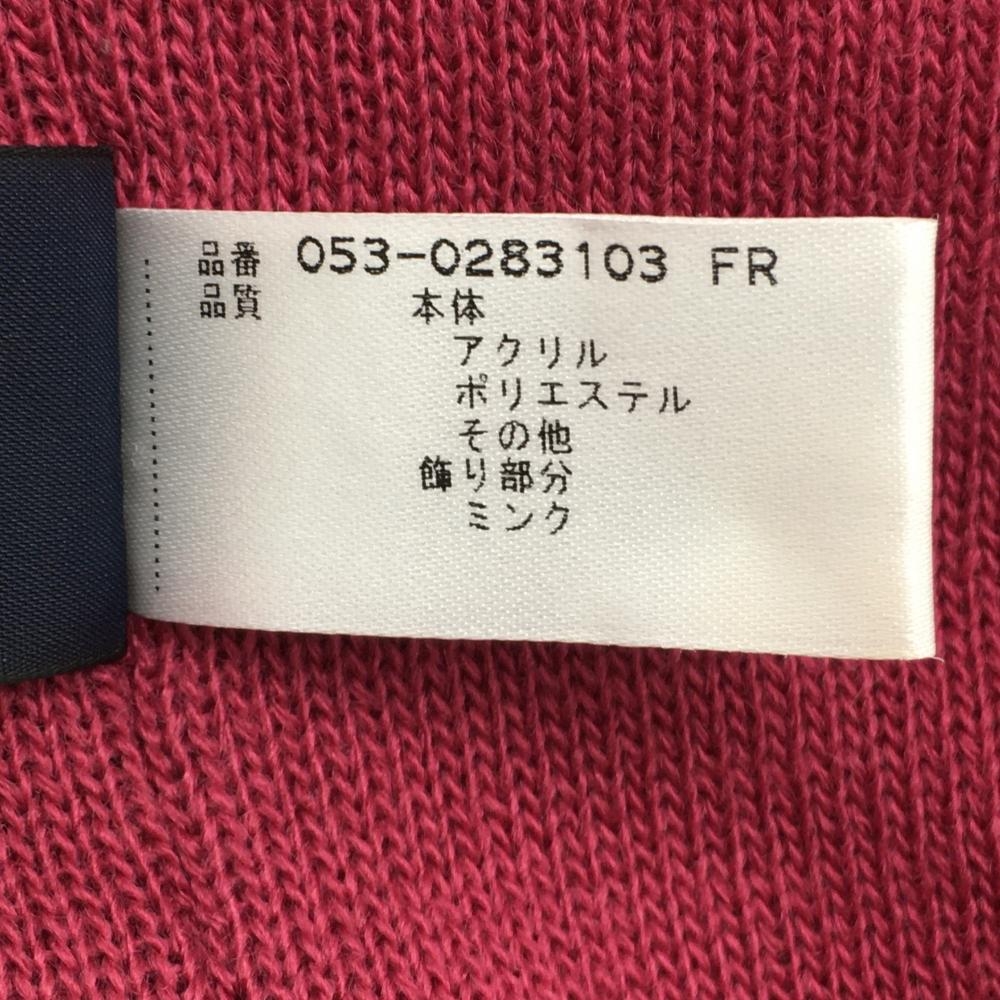 品番 053-0283103 FR
品質 本体
アクリル
ポリエステル
その他
飾り部分
ミンク